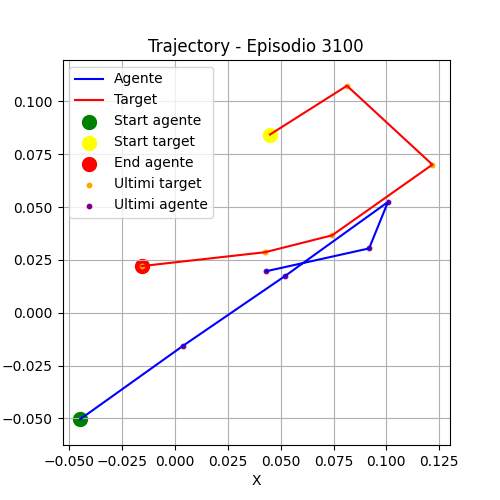 Trajectory - Episodio 3100
Agente
Target
Start agente
Start target
End agente
Ultimi target
Ultimi agente
0.100
0.075
0.050
0.025
0.000
−0.025
−0.050
−0.050 −0.025 0.000 0.025 0.050 0.075 0.100 0.125
X